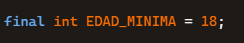 final int EDAD_MINIMA = 18;